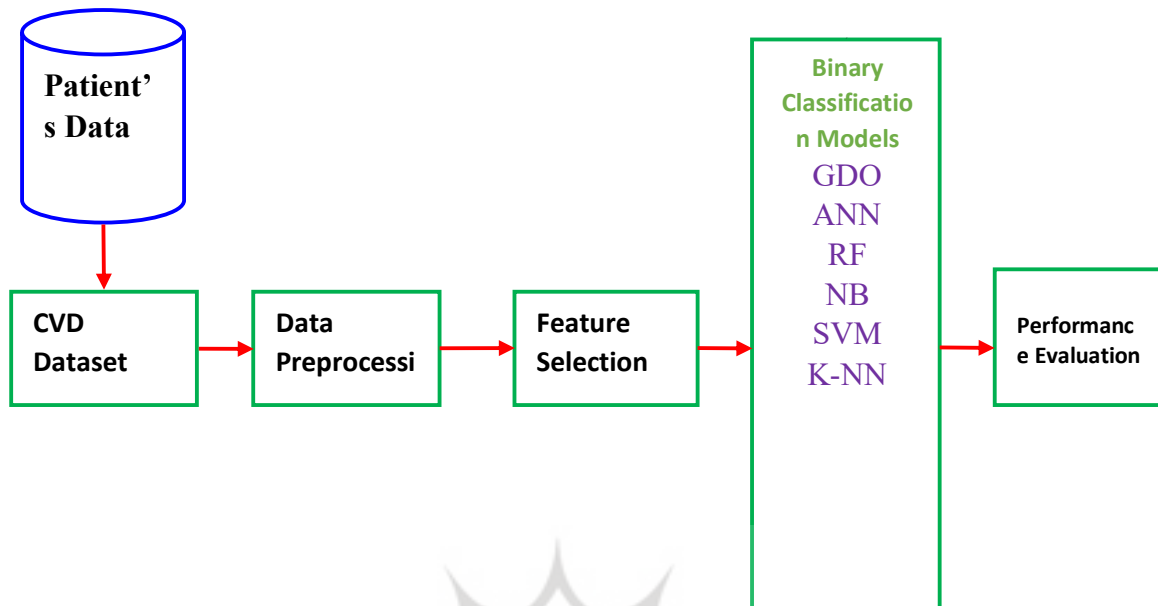 Patient’
s Data
CVD
Dataset
Data
Preprocessi
Feature
Selection
Binary
Classificatio
n Models
GDO
ANN
RF
NB
SVM
K-NN
Performanc
e Evaluation